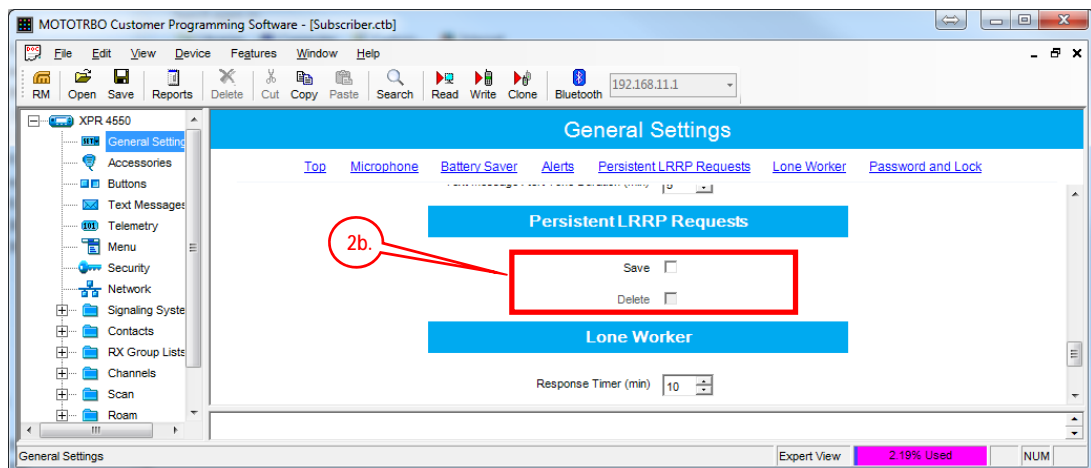 MOTOTRBO Customer Programming Software - [Subscriber.ctb]
File Edit View Device Features Window Help
RM Open Save Reports Delete Cut Copy Paste Search Read Write Clone Bluetooth 192.168.11.1
XPR 4550
General Setting
Accessories
Buttons
Text Messages
Telemetry
Menu
Security
Network
Signaling Syste
Contacts
RX Group Lists
Channels
Scan
Roam
General Settings
Top Microphone Battery Saver Alerts Persistent LRRP Requests Lone Worker Password and Lock
5
Persistent LRRP Requests
2b.
Save
Delete
Lone Worker
Response Timer (min) 10
General Settings Expert View 2.19% Used NUM